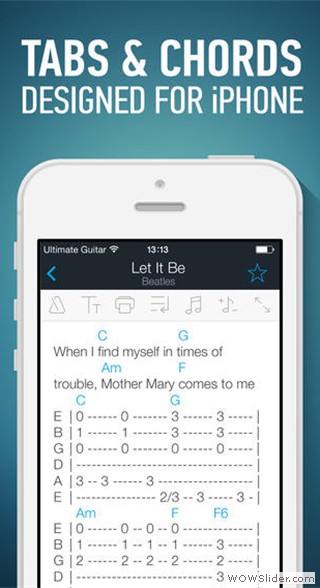 TABS & CHORDS
DESIGNED FOR iPHONE
Ultimate Guitar 13:13
Let It Be
Beatles
C G
When I find myself in times of
Am F
trouble, Mother Mary comes to me
C G
E | 0 ------ 0 ------ 3 ------ 3 ----|
B | 1 ------ 1 ------ 3 ------ 3 ----|
G | 0 ------ 0 ------ 0 ------ 0 ----|
D |---------------------------------|
A | 3 -- 3 ----- 3 ------------------|
E |----------------- 2/3 -- 3 ----- 3 -|
Am F F6
E | 0 ------ 0 -- 0 -- 0 ------ 0 ----|
B | 1 ------ 1 -- 1 -- 1 ------ 3 ----|
G | 2 ------ 2 -- 2 -- 2 ------ 2 ----|
D |-------------------------- 3 ----|
WOWSlider.com